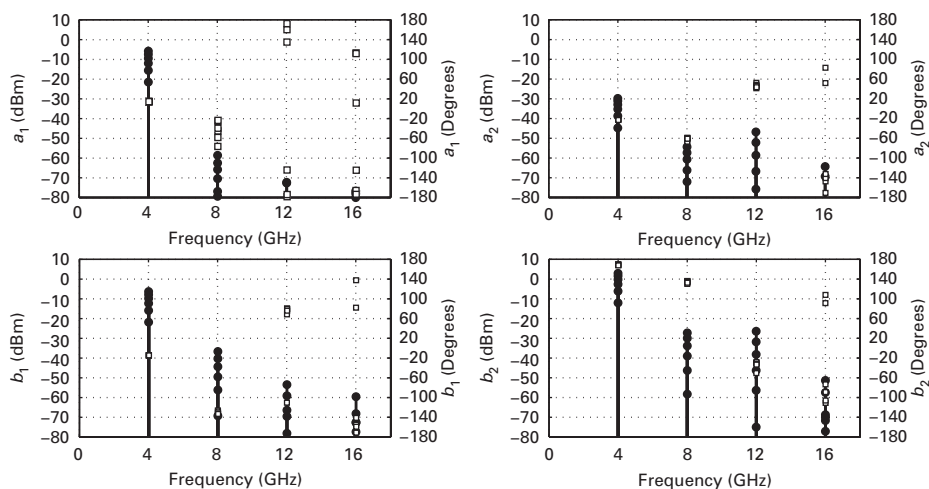 10 180
0 140
−10 100
−20 60
−30 20
−40 −20
−50 −60
−60 −100
−70 −140
−80 −180
a1 (dBm)
a1 (Degrees)
0 4 8 12 16
Frequency (GHz)
10 180
0 140
−10 100
−20 60
−30 20
−40 −20
−50 −60
−60 −100
−70 −140
−80 −180
a2 (dBm)
a2 (Degrees)
0 4 8 12 16
Frequency (GHz)
10 180
0 140
−10 100
−20 60
−30 20
−40 −20
−50 −60
−60 −100
−70 −140
−80 −180
b1 (dBm)
b1 (Degrees)
0 4 8 12 16
Frequency (GHz)
10 180
0 140
−10 100
−20 60
−30 20
−40 −20
−50 −60
−60 −100
−70 −140
−80 −180
b2 (dBm)
b2 (Degrees)
0 4 8 12 16
Frequency (GHz)